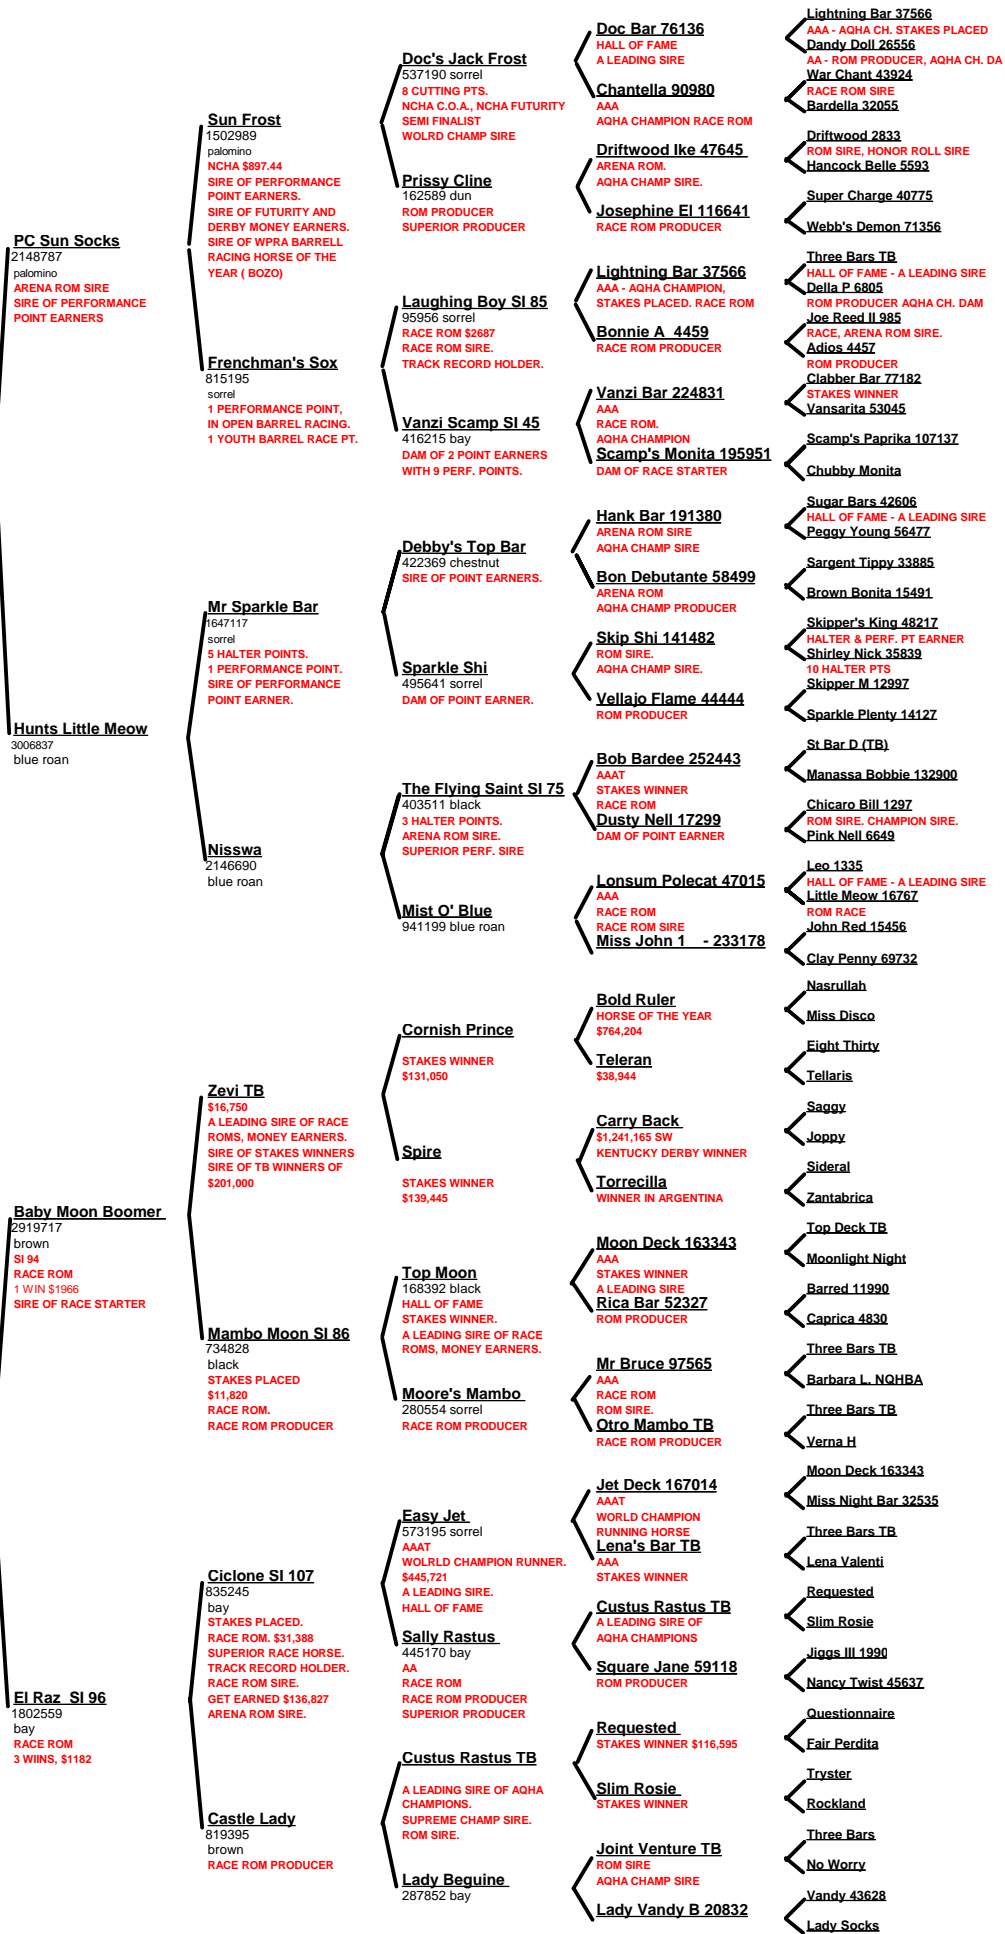 PC Sun Socks
2148787
palomino
ARENA ROM SIRE
SIRE OF PERFORMANCE
POINT EARNERS
Hunts Little Meow
3006837
blue roan
Baby Moon Boomer
2919717
brown
SI 94
RACE ROM
1 WIN $1966
SIRE OF RACE STARTER
El Raz SI 96
1802559
bay
RACE ROM
3 WIINS, $1182
Sun Frost
1502989
palomino
NCHA $897.44
SIRE OF PERFORMANCE
POINT EARNERS.
SIRE OF FUTURITY AND
DERBY MONEY EARNERS.
SIRE OF WPRA BARRELL
RACING HORSE OF THE
YEAR ( BOZO)
Frenchman's Sox
815195
sorrel
1 PERFORMANCE POINT,
IN OPEN BARREL RACING.
1 YOUTH BARREL RACE PT.
Mr Sparkle Bar
1647117
sorrel
5 HALTER POINTS.
1 PERFORMANCE POINT.
SIRE OF PERFORMANCE
POINT EARNER.
Nisswa
2146690
blue roan
Zevi TB
$16,750
A LEADING SIRE OF RACE
ROMS, MONEY EARNERS.
SIRE OF STAKES WINNERS
SIRE OF TB WINNERS OF
$201,000
Mambo Moon SI 86
734828
black
STAKES PLACED
$11,820
RACE ROM.
RACE ROM PRODUCER
Ciclone SI 107
835245
bay
STAKES PLACED.
RACE ROM. $31,388
SUPERIOR RACE HORSE.
TRACK RECORD HOLDER.
RACE ROM SIRE.
GET EARNED $136,827
ARENA ROM SIRE.
Castle Lady
819395
brown
RACE ROM PRODUCER
Doc's Jack Frost
537190 sorrel
8 CUTTING PTS.
NCHA C.O.A., NCHA FUTURITY
SEMI FINALIST
WOLRD CHAMP SIRE
Prissy Cline
162589 dun
ROM PRODUCER
SUPERIOR PRODUCER
Laughing Boy SI 85
95956 sorrel
RACE ROM $2687
RACE ROM SIRE.
TRACK RECORD HOLDER.
Vanzi Scamp SI 45
416215 bay
DAM OF 2 POINT EARNERS
WITH 9 PERF. POINTS.
Debby's Top Bar
422369 chestnut
SIRE OF POINT EARNERS.
Sparkle Shi
495641 sorrel
DAM OF POINT EARNER.
The Flying Saint SI 75
403511 black
3 HALTER POINTS.
ARENA ROM SIRE.
SUPERIOR PERF. SIRE
Mist O' Blue
941199 blue roan
Cornish Prince
STAKES WINNER
$131,050
Spire
STAKES WINNER
$139,445
Top Moon
168392 black
HALL OF FAME
STAKES WINNER.
A LEADING SIRE OF RACE
ROMS, MONEY EARNERS.
Moore's Mambo
280554 sorrel
RACE ROM PRODUCER
Easy Jet
573195 sorrel
AAAT
WOLRLD CHAMPION RUNNER.
$445,721
A LEADING SIRE.
HALL OF FAME
Sally Rastus
445170 bay
AA
RACE ROM
RACE ROM PRODUCER
SUPERIOR PRODUCER
Custus Rastus TB
A LEADING SIRE OF AQHA
CHAMPIONS.
SUPREME CHAMP SIRE.
ROM SIRE.
Lady Beguine
287852 bay
Doc Bar 76136
HALL OF FAME
A LEADING SIRE
Chantella 90980
AAA
AQHA CHAMPION RACE ROM
Driftwood Ike 47645
ARENA ROM.
AQHA CHAMP SIRE.
Josephine El 116641
RACE ROM PRODUCER
Lightning Bar 37566
AAA - AQHA CHAMPION,
STAKES PLACED. RACE ROM
Bonnie A 4459
RACE ROM PRODUCER
Vanzi Bar 224831
AAA
RACE ROM.
AQHA CHAMPION
Scamp's Monita 195951
DAM OF RACE STARTER
Hank Bar 191380
ARENA ROM SIRE
AQHA CHAMP SIRE
Bon Debutante 58499
ARENA ROM
AQHA CHAMP PRODUCER
Skip Shi 141482
ROM SIRE.
AQHA CHAMP SIRE.
Vellajo Flame 44444
ROM PRODUCER
Bob Bardee 252443
AAAT
STAKES WINNER
RACE ROM
Dusty Nell 17299
DAM OF POINT EARNER
Lonsum Polecat 47015
AAA
RACE ROM
RACE ROM SIRE
Miss John 1 - 233178
Bold Ruler
HORSE OF THE YEAR
$764,204
Teleran
$38,944
Carry Back
$1,241,165 SW
KENTUCKY DERBY WINNER
Torrecilla
WINNER IN ARGENTINA
Moon Deck 163343
AAA
STAKES WINNER
A LEADING SIRE
Rica Bar 52327
ROM PRODUCER
Mr Bruce 97565
AAA
RACE ROM
ROM SIRE.
Otro Mambo TB
RACE ROM PRODUCER
Jet Deck 167014
AAAT
WORLD CHAMPION
RUNNING HORSE
Lena's Bar TB
AAA
STAKES WINNER
Custus Rastus TB
A LEADING SIRE OF
AQHA CHAMPIONS
Square Jane 59118
ROM PRODUCER
Requested
STAKES WINNER $116,595
Slim Rosie
STAKES WINNER
Joint Venture TB
ROM SIRE
AQHA CHAMP SIRE
Lady Vandy B 20832
Lightning Bar 37566
AAA - AQHA CH. STAKES PLACED
Dandy Doll 26556
AA - ROM PRODUCER, AQHA CH. DA
War Chant 43924
RACE ROM SIRE
Bardella 32055
Driftwood 2833
ROM SIRE, HONOR ROLL SIRE
Hancock Belle 5593
Super Charge 40775
Webb's Demon 71356
Three Bars TB
HALL OF FAME - A LEADING SIRE
Della P 6805
ROM PRODUCER AQHA CH. DAM
Joe Reed II 985
RACE, ARENA ROM SIRE.
Adios 4457
ROM PRODUCER
Clabber Bar 77182
STAKES WINNER
Vansarita 53045
Scamp's Paprika 107137
Chubby Monita
Sugar Bars 42606
HALL OF FAME - A LEADING SIRE
Peggy Young 56477
Sargent Tippy 33885
Brown Bonita 15491
Skipper's King 48217
HALTER & PERF. PT EARNER
Shirley Nick 35839
10 HALTER PTS
Skipper M 12997
Sparkle Plenty 14127
St Bar D (TB)
Manassa Bobbie 132900
Chicaro Bill 1297
ROM SIRE. CHAMPION SIRE.
Pink Nell 6649
Leo 1335
HALL OF FAME - A LEADING SIRE
Little Meow 16767
ROM RACE
John Red 15456
Clay Penny 69732
Nasrullah
Miss Disco
Eight Thirty
Tellaris
Saggy
Joppy
Sideral
Zantabrica
Top Deck TB
Moonlight Night
Barred 11990
Caprica 4830
Three Bars TB
Barbara L. NQHBA
Three Bars TB
Verna H
Moon Deck 163343
Miss Night Bar 32535
Three Bars TB
Lena Valenti
Requested
Slim Rosie
Jiggs III 1990
Nancy Twist 45637
Questionnaire
Fair Perdita
Tryster
Rockland
Three Bars
No Worry
Vandy 43628
Lady Socks